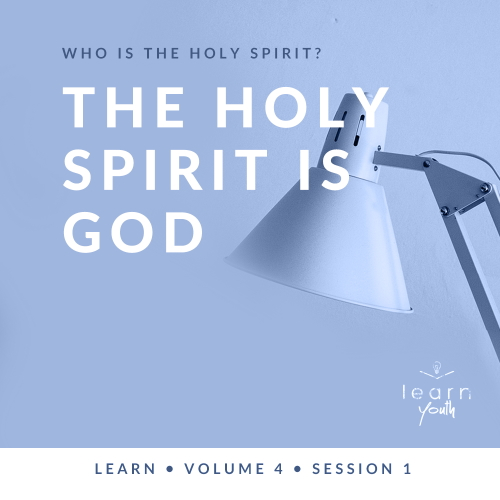 WHO IS THE HOLY SPIRIT?
THE HOLY
SPIRIT IS
GOD
learn
youth
LEARN • VOLUME 4 • SESSION 1